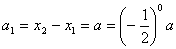 a₁ = x₂ − x₁ = a = (−1/2)⁰ a